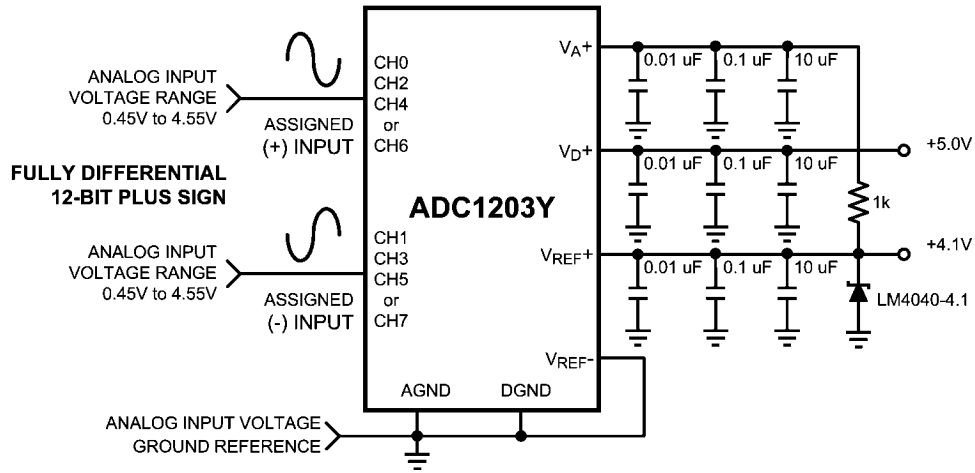 ANALOG INPUT
VOLTAGE RANGE
0.45V to 4.55V
ASSIGNED
(+) INPUT
FULLY DIFFERENTIAL
12-BIT PLUS SIGN
ANALOG INPUT
VOLTAGE RANGE
0.45V to 4.55V
ASSIGNED
(-) INPUT
CH0
CH2
CH4
or
CH6
CH1
CH3
CH5
or
CH7
ADC1203Y
VA+
VD+
VREF+
VREF-
AGND
DGND
0.01 uF
0.1 uF
10 uF
0.01 uF
0.1 uF
10 uF
+5.0V
1k
0.01 uF
0.1 uF
10 uF
+4.1V
LM4040-4.1
ANALOG INPUT VOLTAGE
GROUND REFERENCE